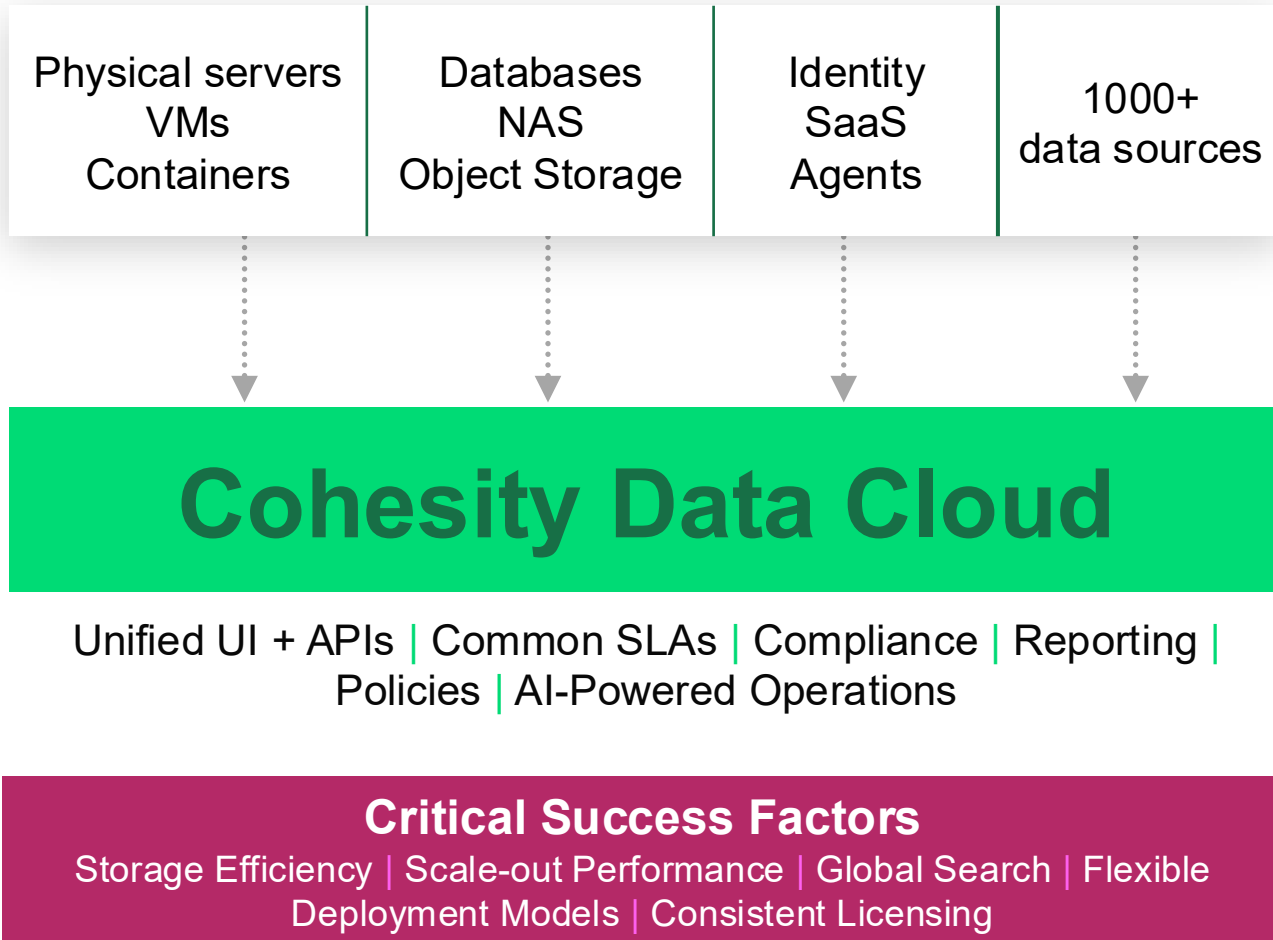 Physical servers
VMs
Containers
Databases
NAS
Object Storage
Identity
SaaS
Agents
1000+
data sources
Cohesity Data Cloud
Unified UI + APIs | Common SLAs | Compliance | Reporting |
Policies | AI-Powered Operations
Critical Success Factors
Storage Efficiency | Scale-out Performance | Global Search | Flexible
Deployment Models | Consistent Licensing